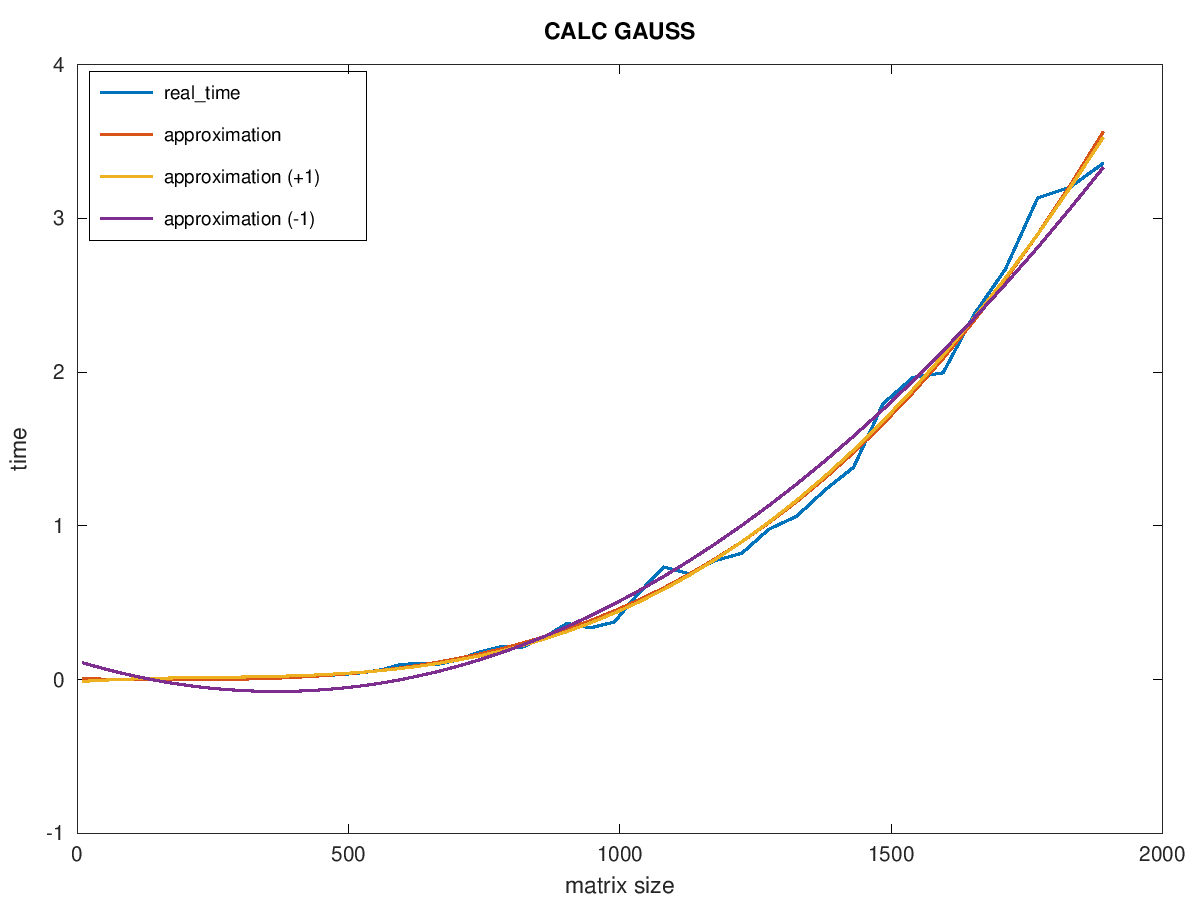 CALC GAUSS
real_time
approximation
approximation (+1)
approximation (-1)
4
3
2
1
0
-1
time
0 500 1000 1500 2000
matrix size